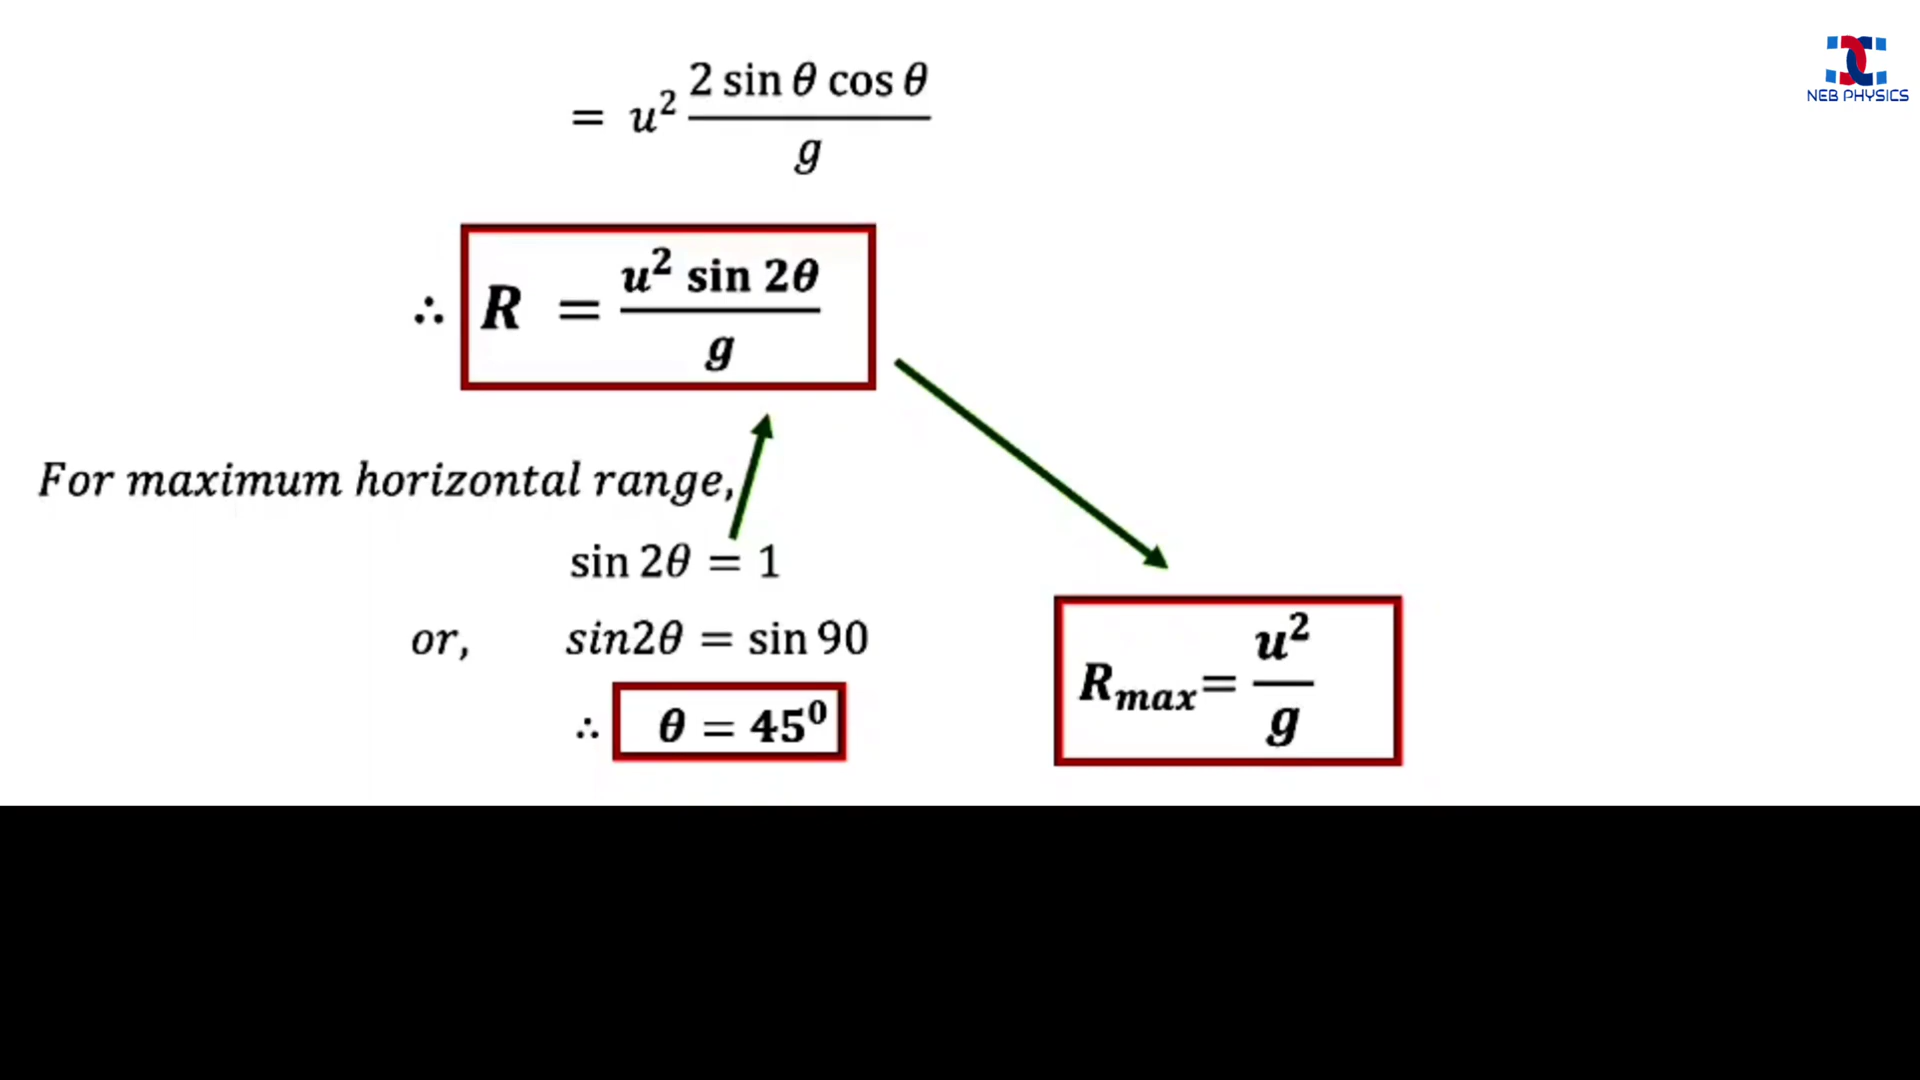 NEB PHYSICS
= u² 2 sin θ cos θ / g
∴ R = u² sin 2θ / g
For maximum horizontal range,
sin 2θ = 1
or, sin2θ = sin 90
∴ θ = 45⁰
R_max = u² / g